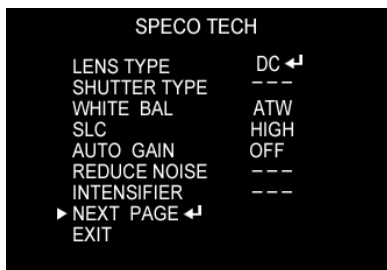 SPECO TECH
LENS TYPE DC ↵
SHUTTER TYPE ---
WHITE BAL ATW
SLC HIGH
AUTO GAIN OFF
REDUCE NOISE ---
INTENSIFIER ---
► NEXT PAGE ↵
EXIT